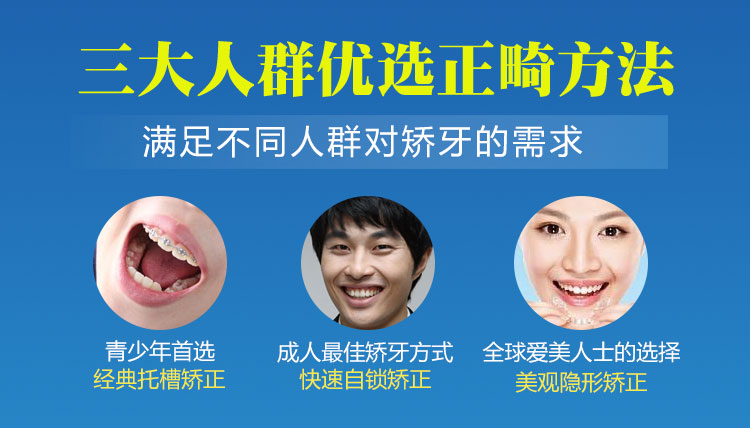 三大人群优选正畸方法
满足不同人群对矫牙的需求
青少年首选
经典托槽矫正
成人最佳矫牙方式
快速自锁矫正
全球爱美人士的选择
美观隐形矫正